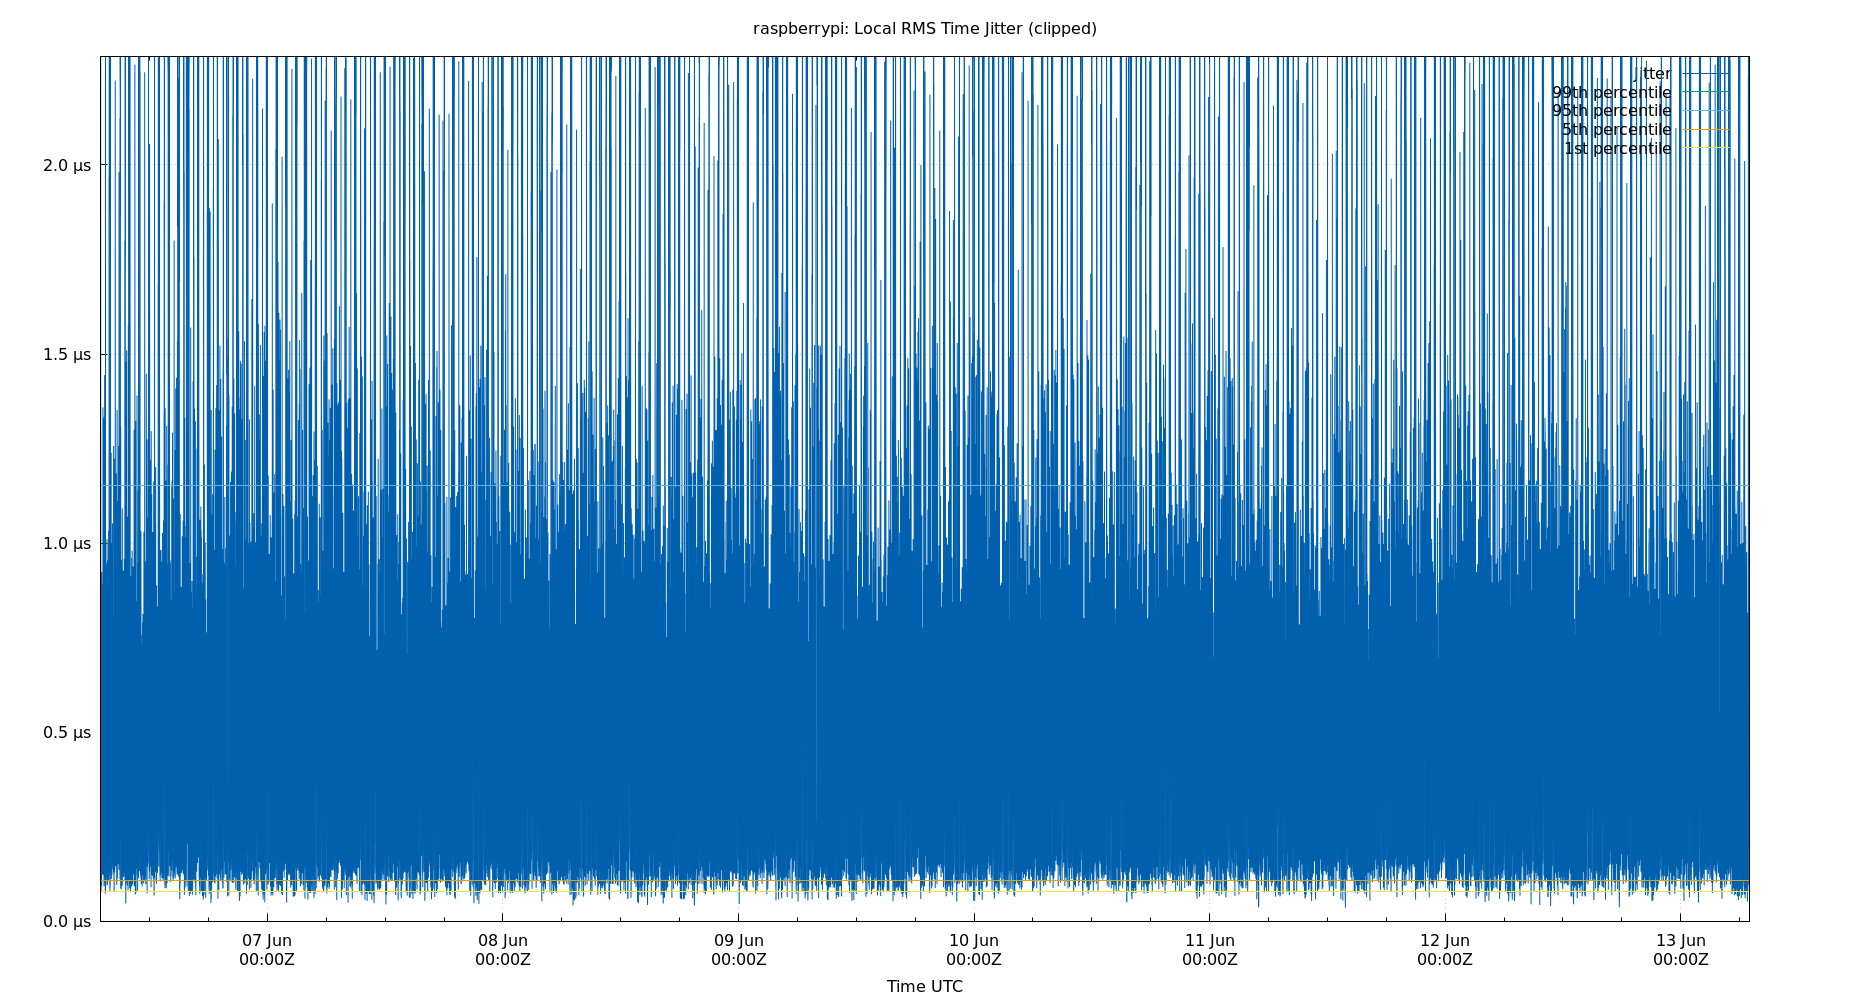 raspberrypi: Local RMS Time Jitter (clipped)
jitter
99th percentile
95th percentile
5th percentile
1st percentile
2.0 µs
1.5 µs
1.0 µs
0.5 µs
0.0 µs
07 Jun 08 Jun 09 Jun 10 Jun 11 Jun 12 Jun 13 Jun
00:00Z 00:00Z 00:00Z 00:00Z 00:00Z 00:00Z 00:00Z
Time UTC